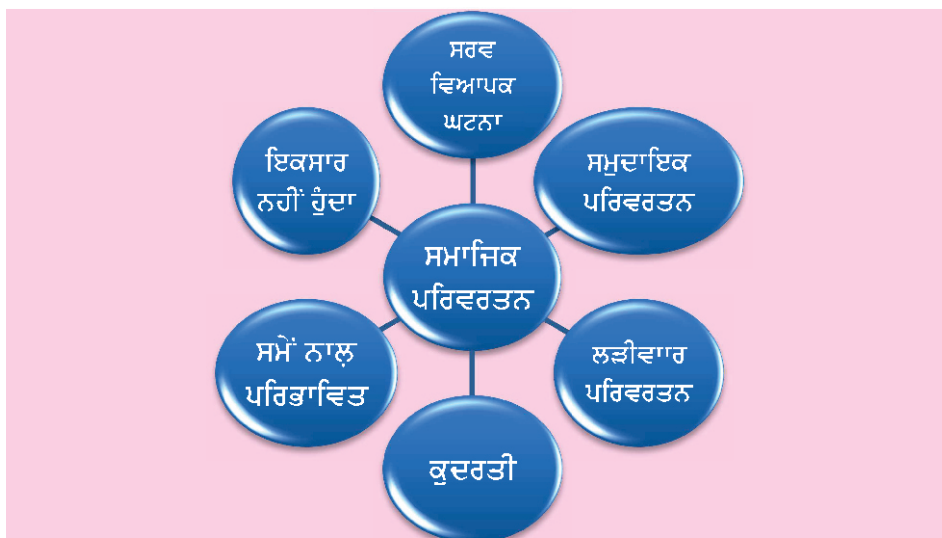 ਸਰਵ
ਵਿਆਪਕ
ਘਟਨਾ
ਸਮੁਦਾਇਕ
ਪਰਿਵਰਤਨ
ਲੜੀਵਾਾਰ
ਪਰਿਵਰਤਨ
ਕੁਦਰਤੀ
ਸਮੇਂ ਨਾਲ਼
ਪਰਿਭਾਵਿਤ
ਇਕਸਾਰ
ਨਹੀਂ ਹੁੰਦਾ
ਸਮਾਜਿਕ
ਪਰਿਵਰਤਨ